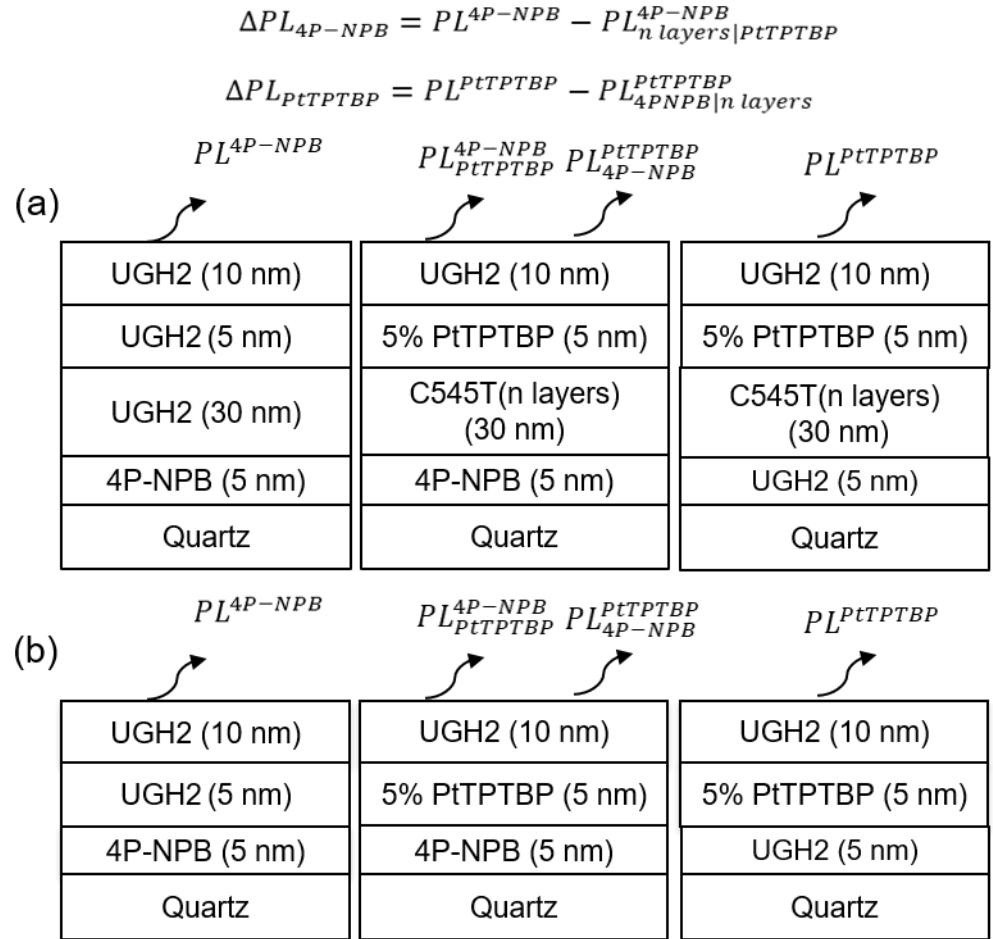 ΔPL_{4P−NPB} = PL^{4P−NPB} − PL^{4P−NPB}_{n layers|PtTPTBP}
ΔPL_{PtTPTBP} = PL^{PtTPTBP} − PL^{PtTPTBP}_{4PNPB|n layers}
(a)
PL^{4P−NPB}
UGH2 (10 nm)
UGH2 (5 nm)
UGH2 (30 nm)
4P-NPB (5 nm)
Quartz
PL^{4P−NPB}_{PtTPTBP} PL^{PtTPTBP}_{4P−NPB}
UGH2 (10 nm)
5% PtTPTBP (5 nm)
C545T(n layers)
(30 nm)
4P-NPB (5 nm)
Quartz
PL^{PtTPTBP}
UGH2 (10 nm)
5% PtTPTBP (5 nm)
C545T(n layers)
(30 nm)
UGH2 (5 nm)
Quartz
(b)
PL^{4P−NPB}
UGH2 (10 nm)
UGH2 (5 nm)
4P-NPB (5 nm)
Quartz
PL^{4P−NPB}_{PtTPTBP} PL^{PtTPTBP}_{4P−NPB}
UGH2 (10 nm)
5% PtTPTBP (5 nm)
4P-NPB (5 nm)
Quartz
PL^{PtTPTBP}
UGH2 (10 nm)
5% PtTPTBP (5 nm)
UGH2 (5 nm)
Quartz